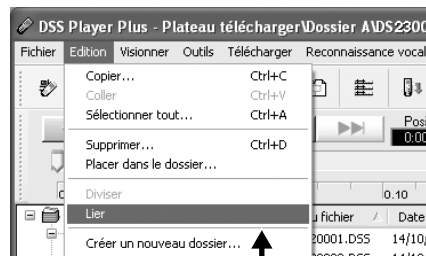 DSS Player Plus - Plateau télécharger\Dossier A\DS2300
Fichier Edition Visionner Outils Télécharger Reconnaissance vocal
Copier... Ctrl+C
Coller Ctrl+V
Sélectionner tout... Ctrl+A
Posi
0:00
Supprimer... Ctrl+D
Placer dans le dossier...
Diviser
0.10
Lier
u fichier Date
Créer un nouveau dossier...
20001.DSS 14/10/